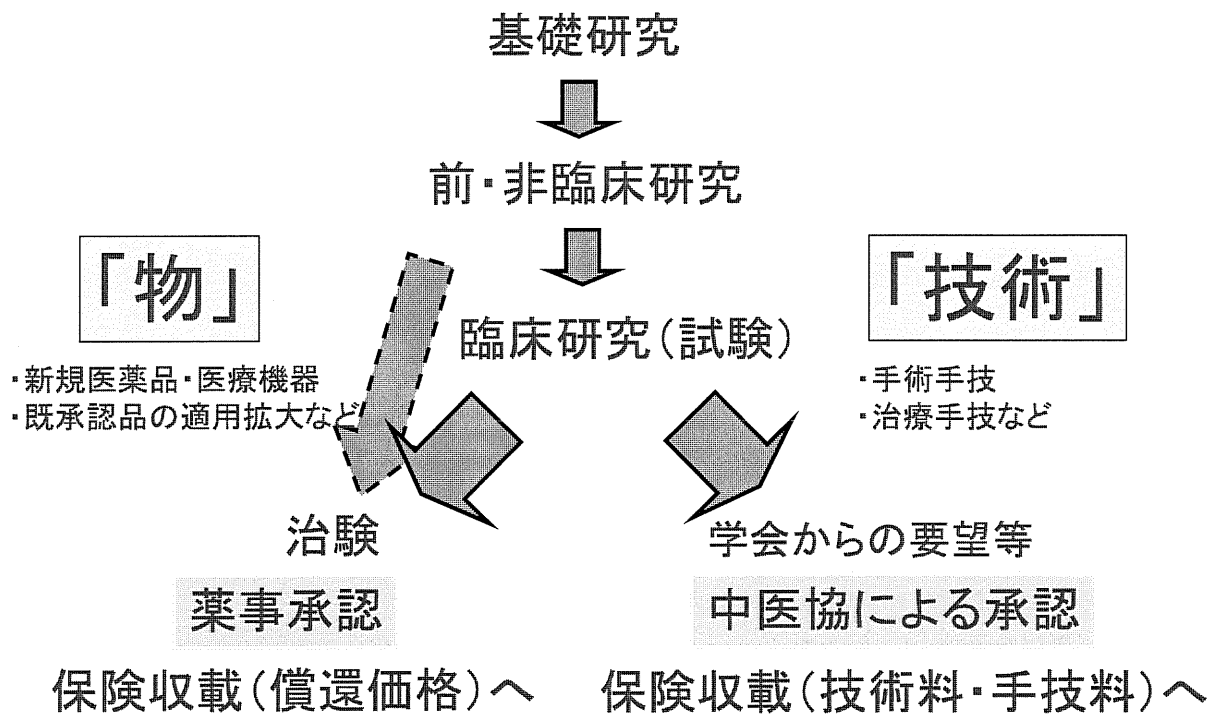 基礎研究
前・非臨床研究
「物」
・新規医薬品・医療機器
・既承認品の適用拡大など
「技術」
・手術手技
・治療手技など
臨床研究(試験)
治験
薬事承認
保険収載(償還価格)へ
学会からの要望等
中医協による承認
保険収載(技術料・手技料)へ